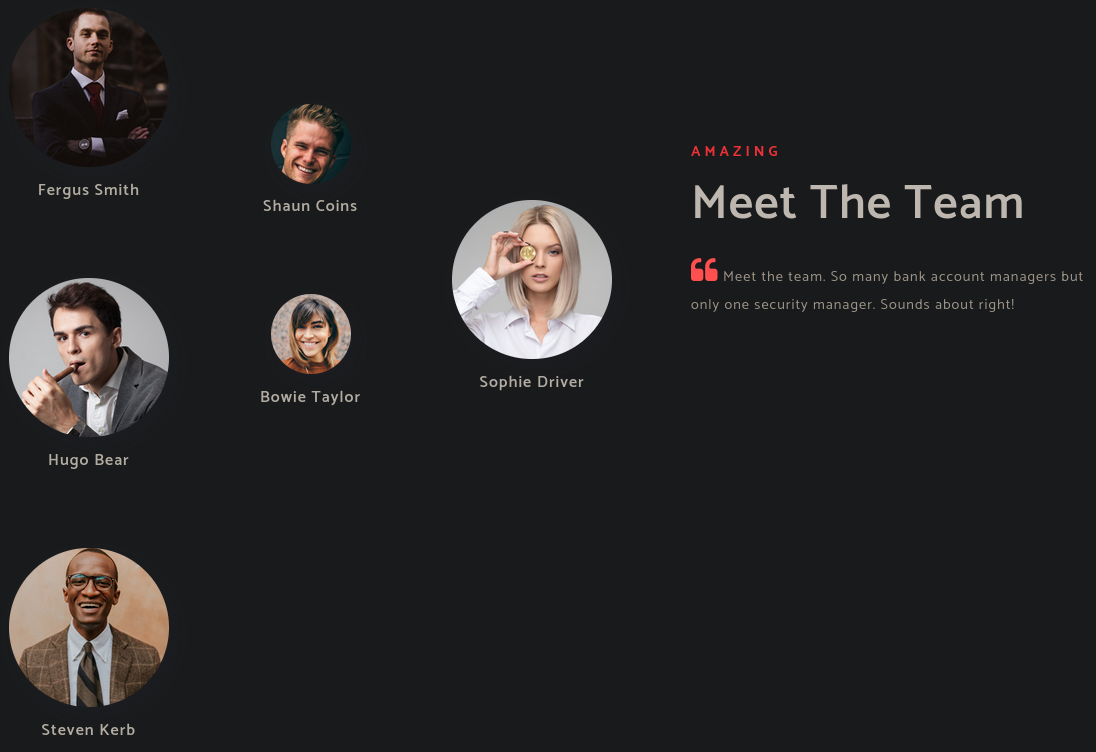 Fergus Smith
Shaun Coins
Sophie Driver
Hugo Bear
Bowie Taylor
Steven Kerb
AMAZING
Meet The Team
❝ Meet the team. So many bank account managers but
only one security manager. Sounds about right!